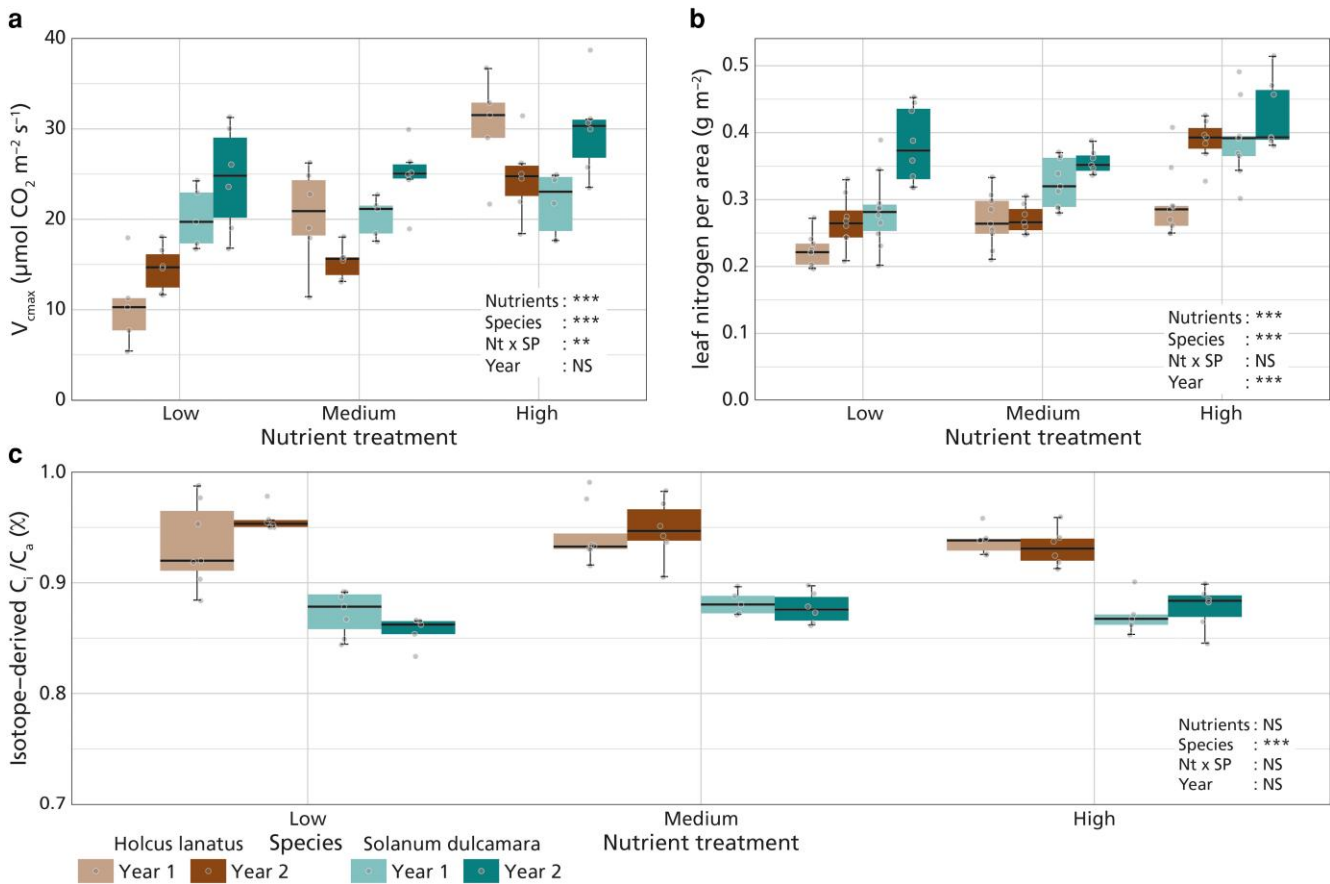 a
V_cmax (μmol CO₂ m⁻² s⁻¹)
40
30
20
10
0
Nutrients : ***
Species : ***
Nt x SP : **
Year : NS
Low Medium High
Nutrient treatment
b
leaf nitrogen per area (g m⁻²)
0.5
0.4
0.3
0.2
0.1
0.0
Nutrients : ***
Species : ***
Nt x SP : NS
Year : ***
Low Medium High
Nutrient treatment
c
Isotope−derived C_i/C_a (χ)
1.0
0.9
0.8
0.7
Nutrients : NS
Species : ***
Nt x SP : NS
Year : NS
Low Medium High
Nutrient treatment
Holcus lanatus Species Solanum dulcamara
Year 1 Year 2 Year 1 Year 2